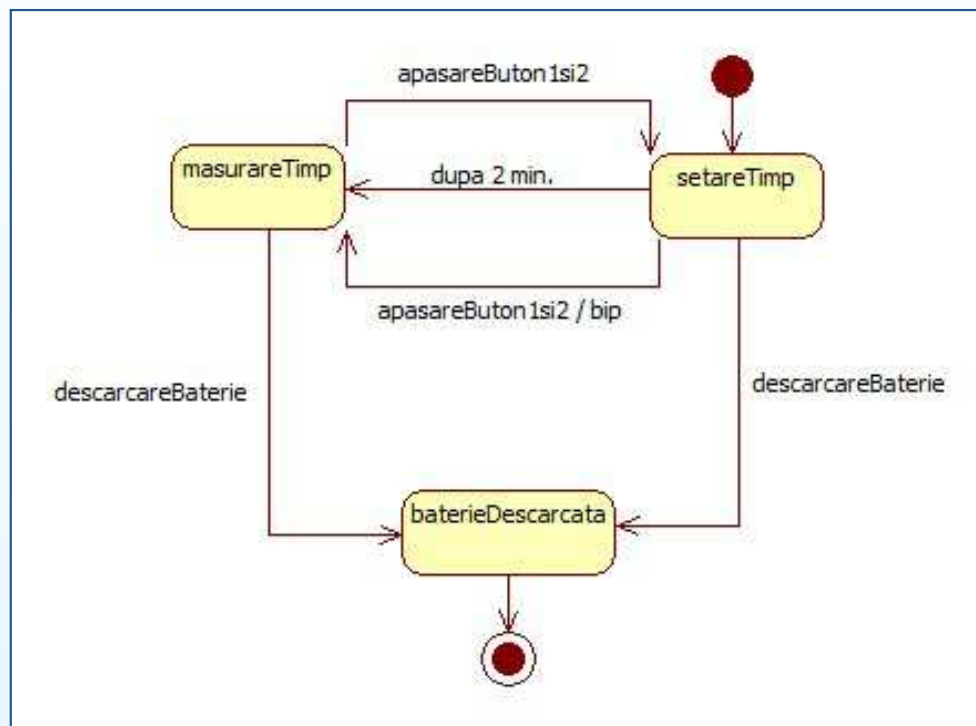 apasareButon1si2
masurareTimp
dupa 2 min.
setareTimp
apasareButon1si2 / bip
descarcareBaterie
descarcareBaterie
baterieDescarcata